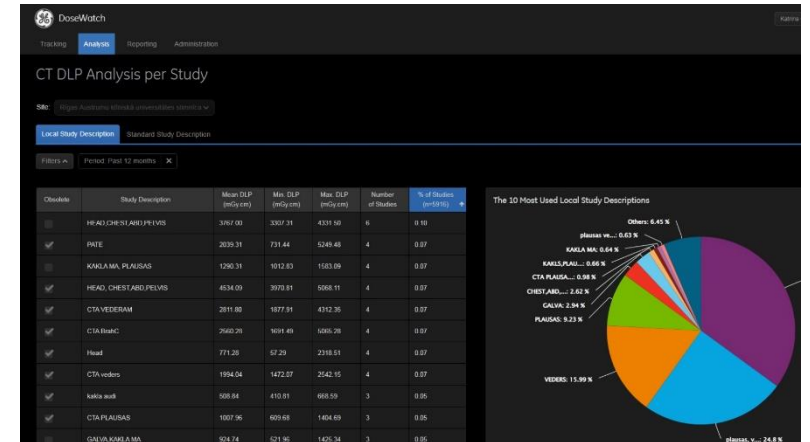 DoseWatch
Katrina
Tracking Analysis Reporting Administration
CT DLP Analysis per Study
Site: Rīgas Austrumu klīniskā universitātes slimnīca
Local Study Description Standard Study Description
Filters Period: Past 12 months ×
Obsolete Study Description Mean DLP (mGy.cm) Min. DLP (mGy.cm) Max. DLP (mGy.cm) Number of Studies % of Studies (n=5916)
HEAD,CHEST,ABD,PELVIS 3767.00 3307.31 4331.50 6 0.10
PATE 2039.31 731.44 5249.48 4 0.07
KAKLA MA, PLAUSAS 1290.31 1012.83 1583.09 4 0.07
HEAD, CHEST,ABD,PELVIS 4534.09 3970.81 5068.11 4 0.07
CTA VEDERAM 2811.80 1877.91 4312.35 4 0.07
CTA BrahC 2560.28 1691.49 5065.28 4 0.07
Head 771.28 57.29 2318.51 4 0.07
CTA veders 1994.04 1472.07 2542.15 4 0.07
kakla audi 508.84 410.81 668.59 3 0.05
CTA PLAUSAS 1007.96 609.68 1404.69 3 0.05
GALVA,KAKLA MA 924.74 521.96 1425.34 3 0.05
The 10 Most Used Local Study Descriptions
Others: 6.45 %
plausas ve...: 0.63 %
KAKLA MA: 0.64 %
KAKLS,PLAU...: 0.66 %
CTA PLAUSA...: 0.98 %
CHEST,ABD,...: 2.62 %
GALVA: 2.94 %
PLAUSAS: 9.23 %
VEDERS: 15.99 %
plausas, v...: 24.8 %